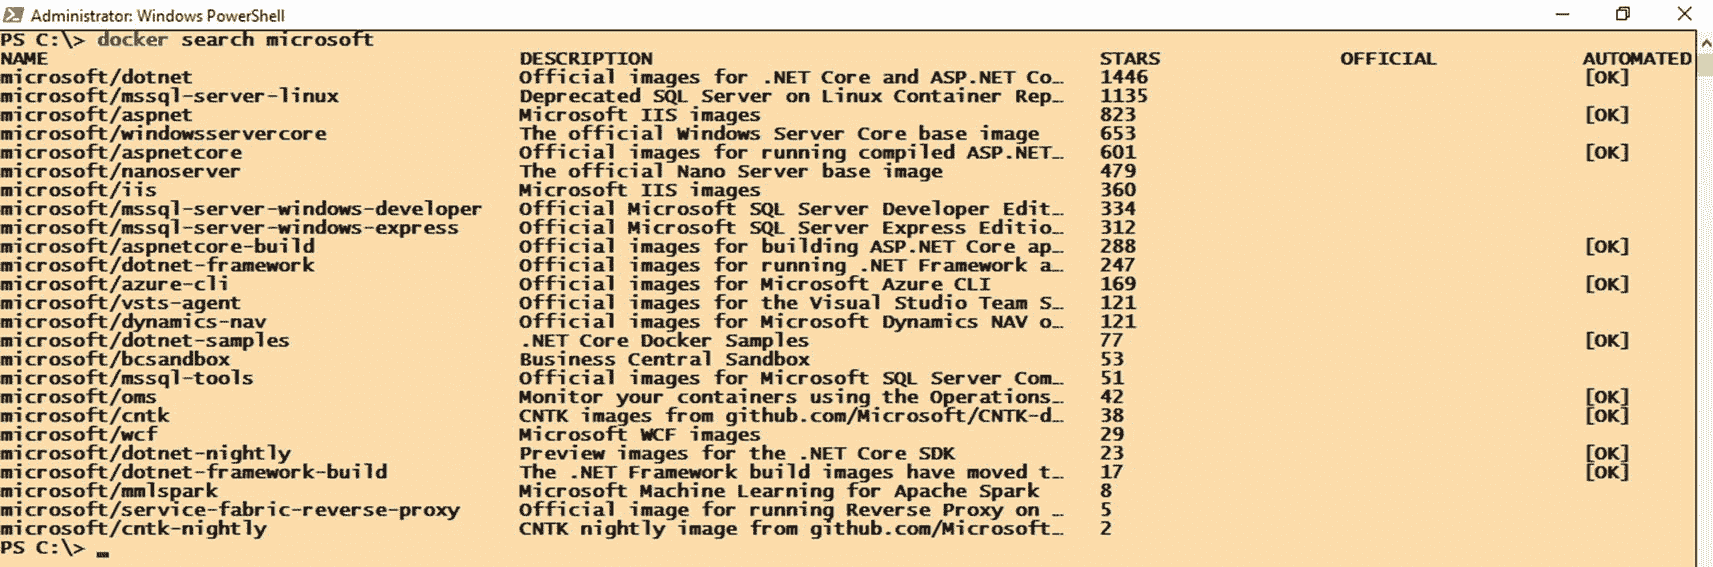 Administrator: Windows PowerShell
PS C:\> docker search microsoft
NAME DESCRIPTION STARS OFFICIAL AUTOMATED
microsoft/dotnet Official images for .NET Core and ASP.NET Co… 1446 [OK]
microsoft/mssql-server-linux Deprecated SQL Server on Linux Container Rep… 1135
microsoft/aspnet Microsoft IIS images 823 [OK]
microsoft/windowsservercore The official Windows Server Core base image 653
microsoft/aspnetcore Official images for running compiled ASP.NET… 601 [OK]
microsoft/nanoserver The official Nano Server base image 479
microsoft/iis Microsoft IIS images 360
microsoft/mssql-server-windows-developer Official Microsoft SQL Server Developer Edit… 334
microsoft/mssql-server-windows-express Official Microsoft SQL Server Express Editio… 312
microsoft/aspnetcore-build Official images for building ASP.NET Core ap… 288 [OK]
microsoft/dotnet-framework Official images for running .NET Framework a… 247
microsoft/azure-cli Official images for Microsoft Azure CLI 169 [OK]
microsoft/vsts-agent Official images for the Visual Studio Team S… 121
microsoft/dynamics-nav Official images for Microsoft Dynamics NAV o… 121
microsoft/dotnet-samples .NET Core Docker Samples 77 [OK]
microsoft/bcsandbox Business Central Sandbox 53
microsoft/mssql-tools Official images for Microsoft SQL Server Com… 51
microsoft/oms Monitor your containers using the Operations… 42 [OK]
microsoft/cntk CNTK images from github.com/Microsoft/CNTK-d… 38 [OK]
microsoft/wcf Microsoft WCF images 29
microsoft/dotnet-nightly Preview images for the .NET Core SDK 23 [OK]
microsoft/dotnet-framework-build The .NET Framework build images have moved t… 17 [OK]
microsoft/mmlspark Microsoft Machine Learning for Apache Spark 8
microsoft/service-fabric-reverse-proxy Official image for running Reverse Proxy on … 5
microsoft/cntk-nightly CNTK nightly image from github.com/Microsoft… 2
PS C:\>